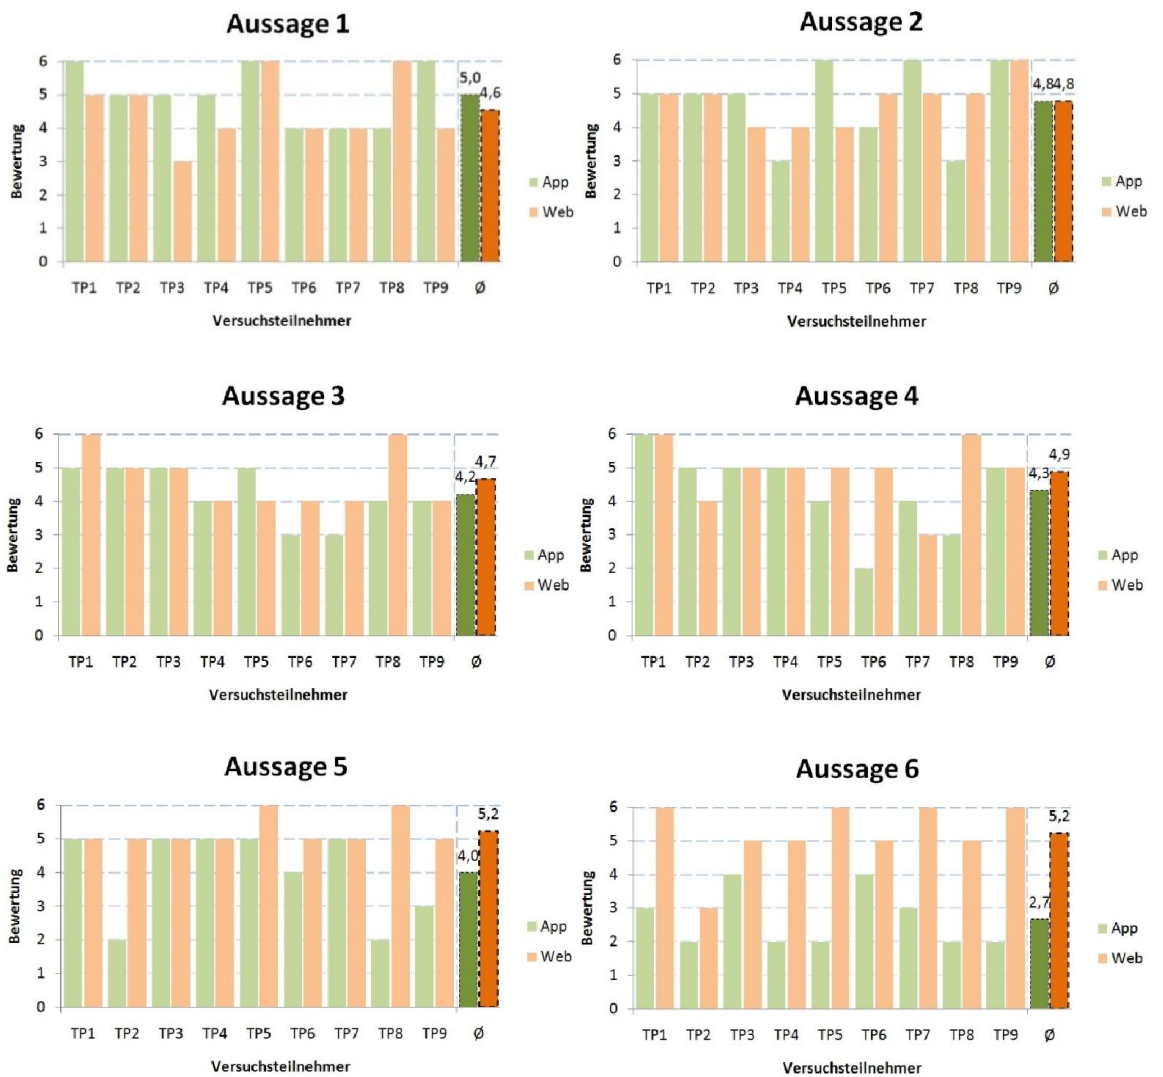 Aussage 1
Bewertung
6
5
4
3
2
1
0
5,0
4,6
TP1 TP2 TP3 TP4 TP5 TP6 TP7 TP8 TP9 Ø
Versuchsteilnehmer
App
Web
Aussage 2
Bewertung
6
5
4
3
2
1
0
4,8 4,8
TP1 TP2 TP3 TP4 TP5 TP6 TP7 TP8 TP9 Ø
Versuchsteilnehmer
App
Web
Aussage 3
Bewertung
6
5
4
3
2
1
0
4,2
4,7
TP1 TP2 TP3 TP4 TP5 TP6 TP7 TP8 TP9 Ø
Versuchsteilnehmer
App
Web
Aussage 4
Bewertung
6
5
4
3
2
1
0
4,3
4,9
TP1 TP2 TP3 TP4 TP5 TP6 TP7 TP8 TP9 Ø
Versuchsteilnehmer
App
Web
Aussage 5
Bewertung
6
5
4
3
2
1
0
4,0
5,2
TP1 TP2 TP3 TP4 TP5 TP6 TP7 TP8 TP9 Ø
Versuchsteilnehmer
App
Web
Aussage 6
Bewertung
6
5
4
3
2
1
0
2,7
5,2
TP1 TP2 TP3 TP4 TP5 TP6 TP7 TP8 TP9 Ø
Versuchsteilnehmer
App
Web